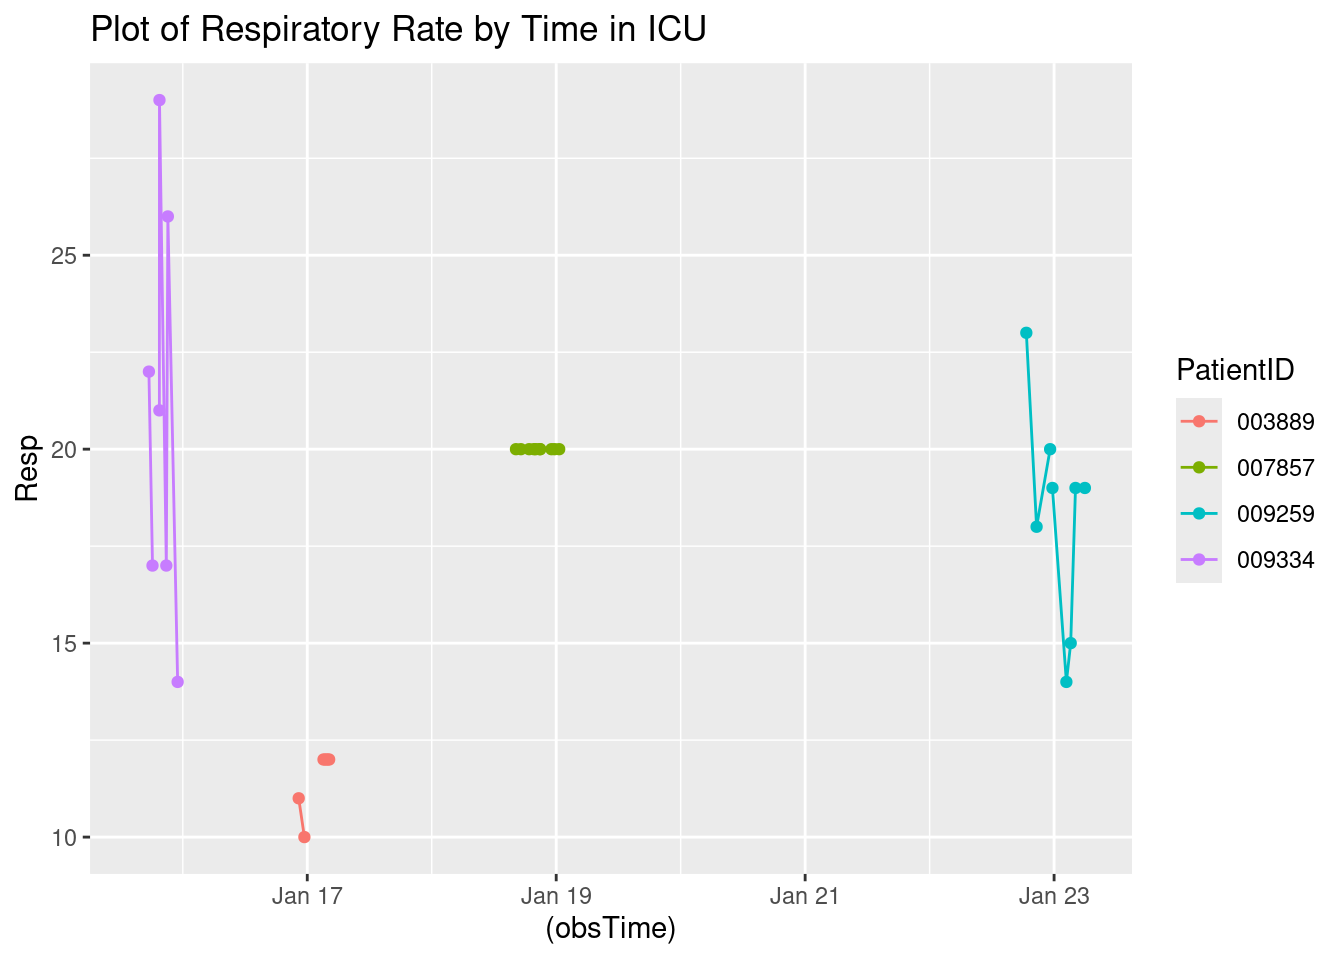 Plot of Respiratory Rate by Time in ICU
Resp
25
20
15
10
Jan 17
Jan 19
Jan 21
Jan 23
(obsTime)
PatientID
003889
007857
009259
009334